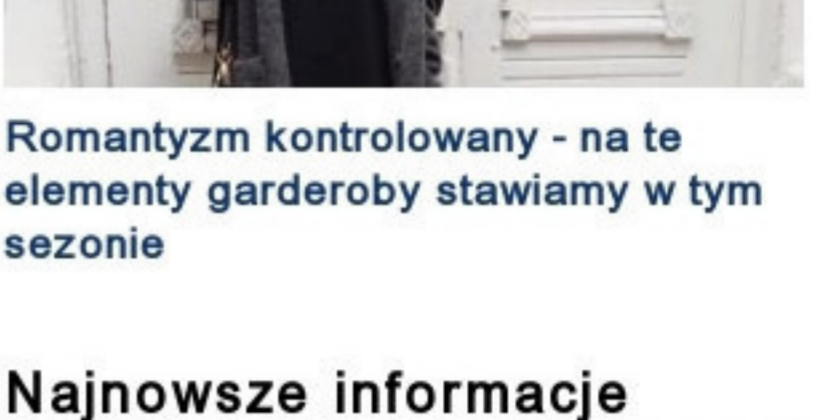 Romantyzm kontrolowany - na te
elementy garderoby stawiamy w tym
sezonie
Najnowsze informacje